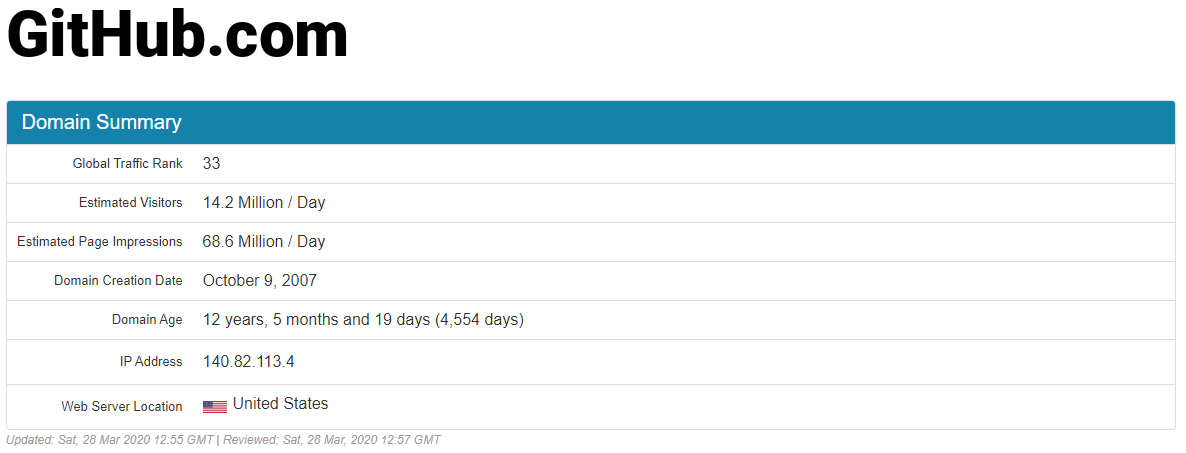 GitHub.com
Domain Summary
Global Traffic Rank 33
Estimated Visitors 14.2 Million / Day
Estimated Page Impressions 68.6 Million / Day
Domain Creation Date October 9, 2007
Domain Age 12 years, 5 months and 19 days (4,554 days)
IP Address 140.82.113.4
Web Server Location United States
Updated: Sat, 28 Mar 2020 12:55 GMT | Reviewed: Sat, 28 Mar, 2020 12:57 GMT